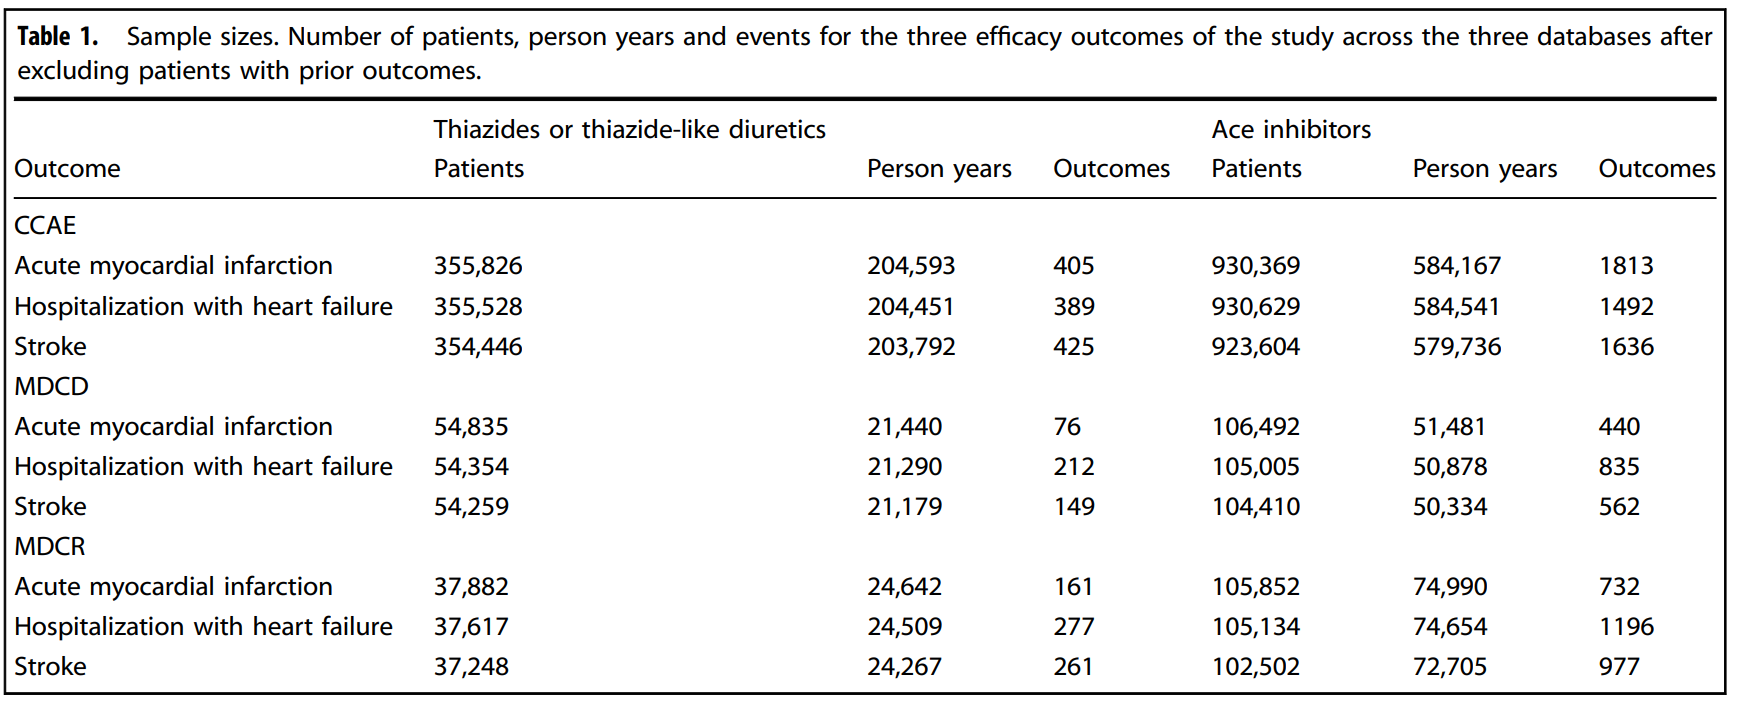 Table 1. Sample sizes. Number of patients, person years and events for the three efficacy outcomes of the study across the three databases after
excluding patients with prior outcomes.
Thiazides or thiazide-like diuretics Ace inhibitors
Outcome Patients Person years Outcomes Patients Person years Outcomes
CCAE
Acute myocardial infarction 355,826 204,593 405 930,369 584,167 1813
Hospitalization with heart failure 355,528 204,451 389 930,629 584,541 1492
Stroke 354,446 203,792 425 923,604 579,736 1636
MDCD
Acute myocardial infarction 54,835 21,440 76 106,492 51,481 440
Hospitalization with heart failure 54,354 21,290 212 105,005 50,878 835
Stroke 54,259 21,179 149 104,410 50,334 562
MDCR
Acute myocardial infarction 37,882 24,642 161 105,852 74,990 732
Hospitalization with heart failure 37,617 24,509 277 105,134 74,654 1196
Stroke 37,248 24,267 261 102,502 72,705 977